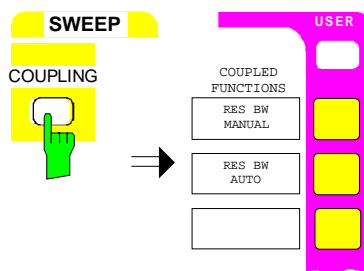 SWEEP
USER
COUPLING
COUPLED
FUNCTIONS
RES BW
MANUAL
RES BW
AUTO